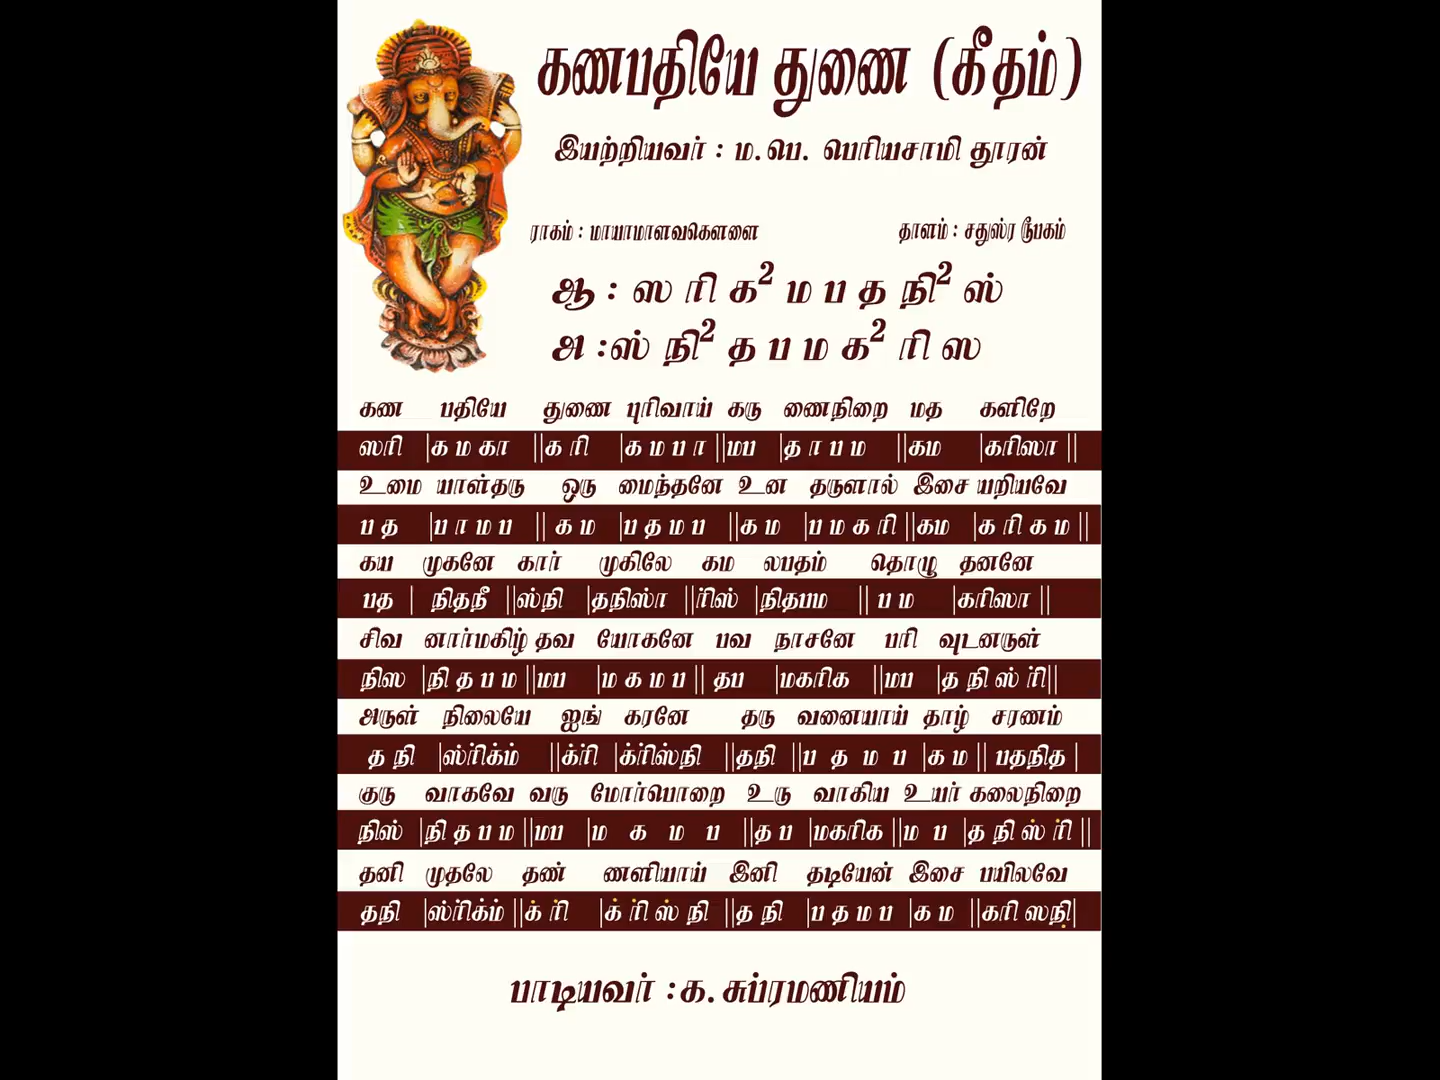 கணபதியே துணை (கீதம்)
இயற்றியவர் : ம.பெ. பெரியசாமி தூரன்
ராகம் : மாயாமாளவகௌளை தாளம் : சதுஸ்ர ரூபகம்
ஆ : ஸ ரி க² ம ப த நி² ஸ்
அ :ஸ் நி² த ப ம க² ரி ஸ
கண பதியே துணை புரிவாய் கரு ணைநிறை மத களிறே
ஸரி |க ம கா ||க ரி |க ம பா ||மப |த ா ப ம ||கம |கரிஸா ||
உமை யாள்தரு ஒரு மைந்தனே உன தருளால் இசை யறியவே
ப த |ப ா ம ப || க ம |ப த ம ப ||க ம |ப ம க ரி ||கம |க ரி க ம ||
கய முகனே கார் முகிலே கம லபதம் தொழு தனனே
பத | நிதநீ ||ஸ்நி |தநிஸ்ா ||ரி்ஸ் |நிதபம || ப ம |கரிஸா ||
சிவ னார்மகிழ் தவ யோகனே பவ நாசனே பரி வுடனருள்
நிஸ |நி த ப ம ||மப |ம க ம ப || தப |மகரிக ||மப |த நி ஸ் ரி்||
அருள் நிலையே ஐங் கரனே தரு வனையாய் தாழ் சரணம்
த நி |ஸ்ரி்க்ம் ||க்ரி் |க்ரி்ஸ்நி ||தநி ||ப த ம ப |க ம || பதநித |
குரு வாகவே வரு மோர்பொறை உரு வாகிய உயர் கலைநிறை
நிஸ் |நி த ப ம ||மப |ம க ம ப ||த ப |மகரிக ||ம ப |த நி ஸ் ரி் ||
தனி முதலே தண் ணளியாய் இனி தடியேன் இசை பயிலவே
தநி |ஸ்ரி்க்ம் ||க் ரி் |க் ரி் ஸ் நி ||த நி |ப த ம ப |க ம ||கரி ஸநி|
பாடியவர் :க.சுப்ரமணியம்